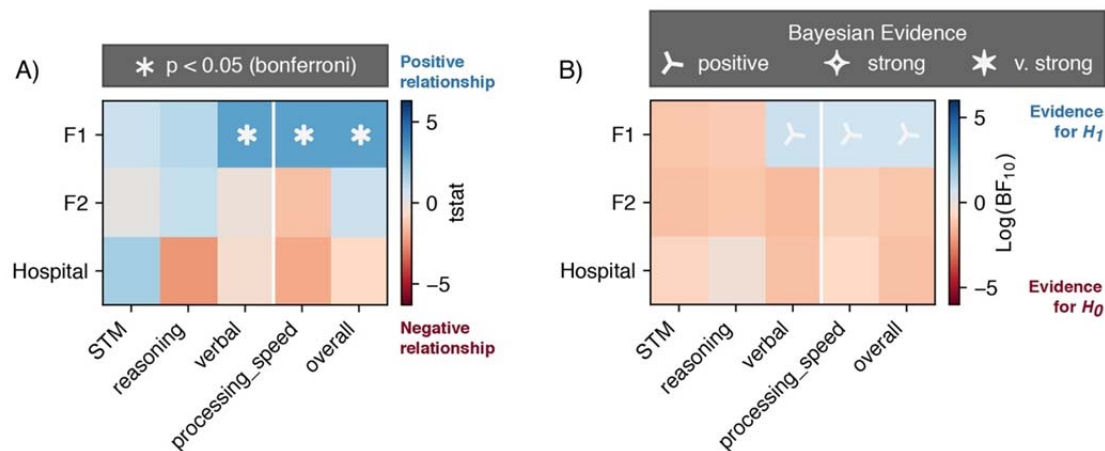 A)
✱ p < 0.05 (bonferroni)
Positive
relationship
F1
F2
Hospital
5
0
−5
tstat
STM
reasoning
verbal
processing_speed
overall
Negative
relationship
B)
Bayesian Evidence
positive
strong
v. strong
F1
F2
Hospital
5
0
−5
Log(BF₁₀)
Evidence
for H₁
Evidence
for H₀
STM
reasoning
verbal
processing_speed
overall